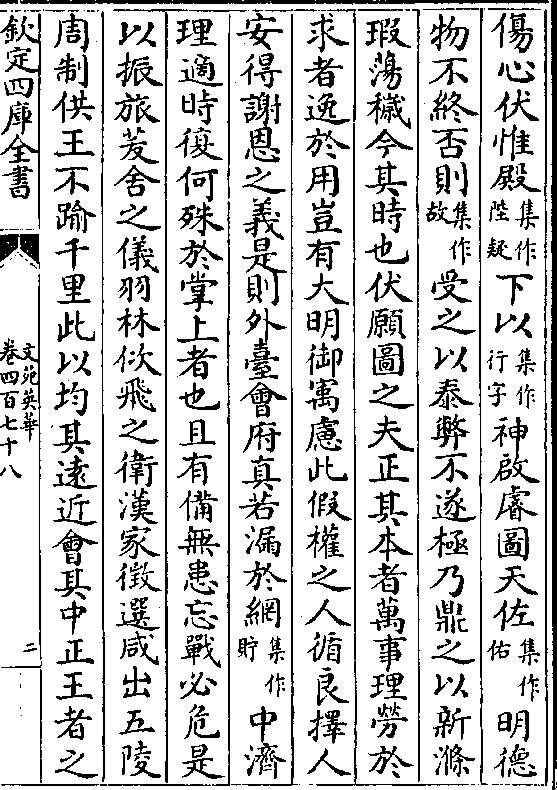 傷心伏惟殿集作陛疑下以集作行字神啟睿圖天佐集作佑明德
物不終否則集作故受之以泰弊不遂極乃鼎之以新滌
瑕蕩穢今其時也伏願圖之夫正其本者萬事理勞於
求者逸於用豈有大明御㝢慮此假權之人循良擇人
安得謝恩之義是則外臺會府真若漏於網集作貯中濟
理適時復何殊於掌上者也且有備無患忘戰必危是
以振旅茇舍之儀羽林佽飛之衛漢家徵選咸出五陵
周制供王不踰千里此以均其遠近會其中正王者之
欽定四庫全書
文苑英華
卷四百七十八
二